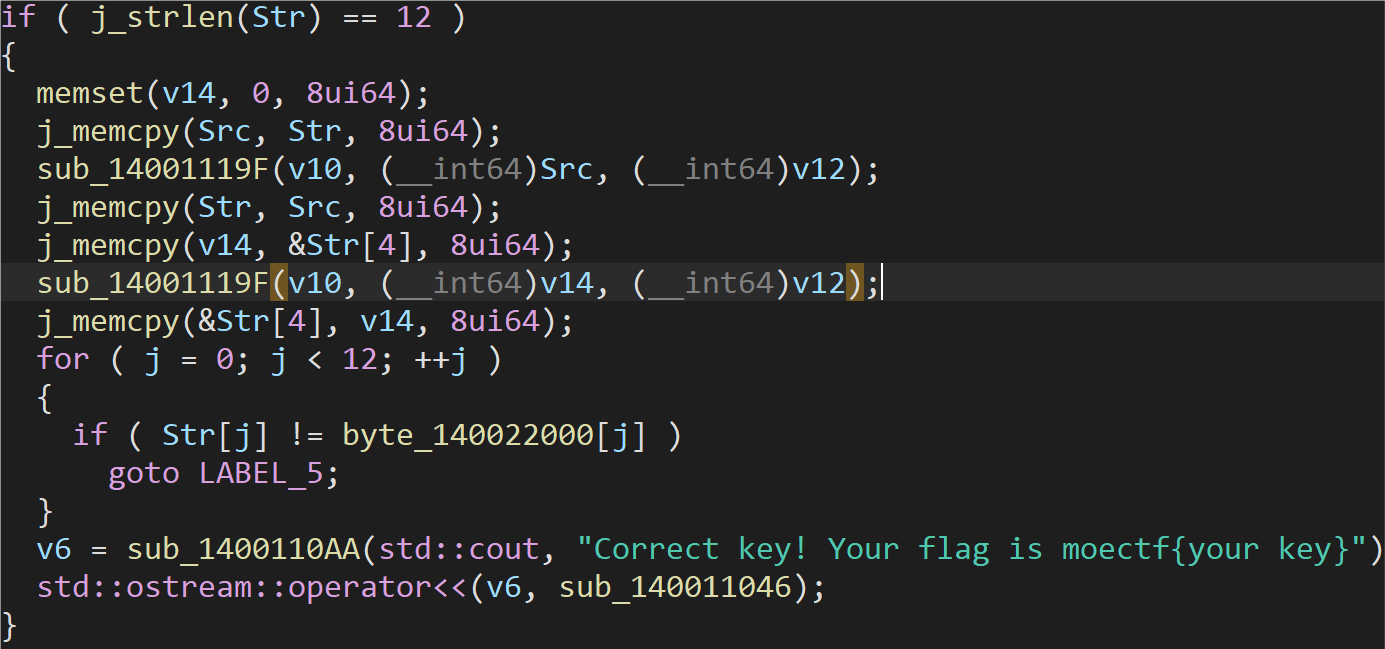 if ( j_strlen(Str) == 12 )
{
  memset(v14, 0, 8ui64);
  j_memcpy(Src, Str, 8ui64);
  sub_14001119F(v10, (__int64)Src, (__int64)v12);
  j_memcpy(Str, Src, 8ui64);
  j_memcpy(v14, &Str[4], 8ui64);
  sub_14001119F(v10, (__int64)v14, (__int64)v12);
  j_memcpy(&Str[4], v14, 8ui64);
  for ( j = 0; j < 12; ++j )
  {
    if ( Str[j] != byte_140022000[j] )
      goto LABEL_5;
  }
  v6 = sub_1400110AA(std::cout, "Correct key! Your flag is moectf{your key}")
  std::ostream::operator<<(v6, sub_140011046);
}